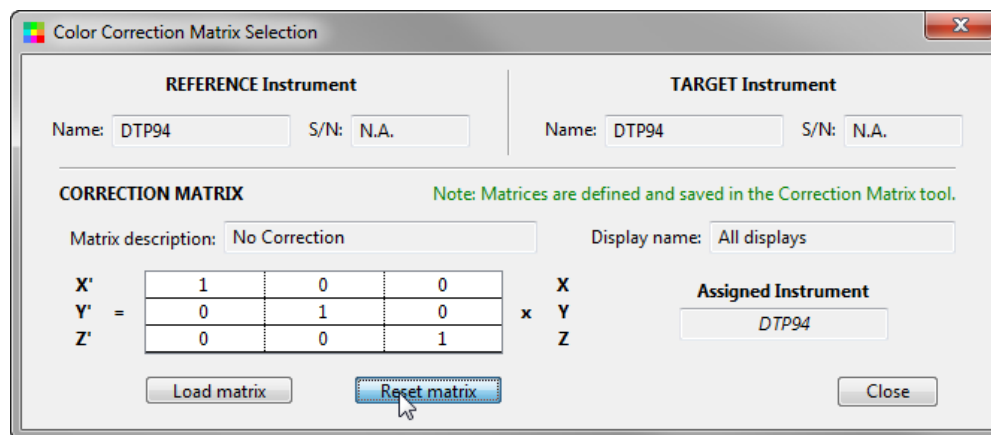 Color Correction Matrix Selection
REFERENCE Instrument
TARGET Instrument
Name: DTP94 S/N: N.A.
Name: DTP94 S/N: N.A.
CORRECTION MATRIX
Note: Matrices are defined and saved in the Correction Matrix tool.
Matrix description: No Correction
Display name: All displays
X' 1 0 0 X
Y' = 0 1 0 x Y
Z' 0 0 1 Z
Assigned Instrument
DTP94
Load matrix
Reset matrix
Close